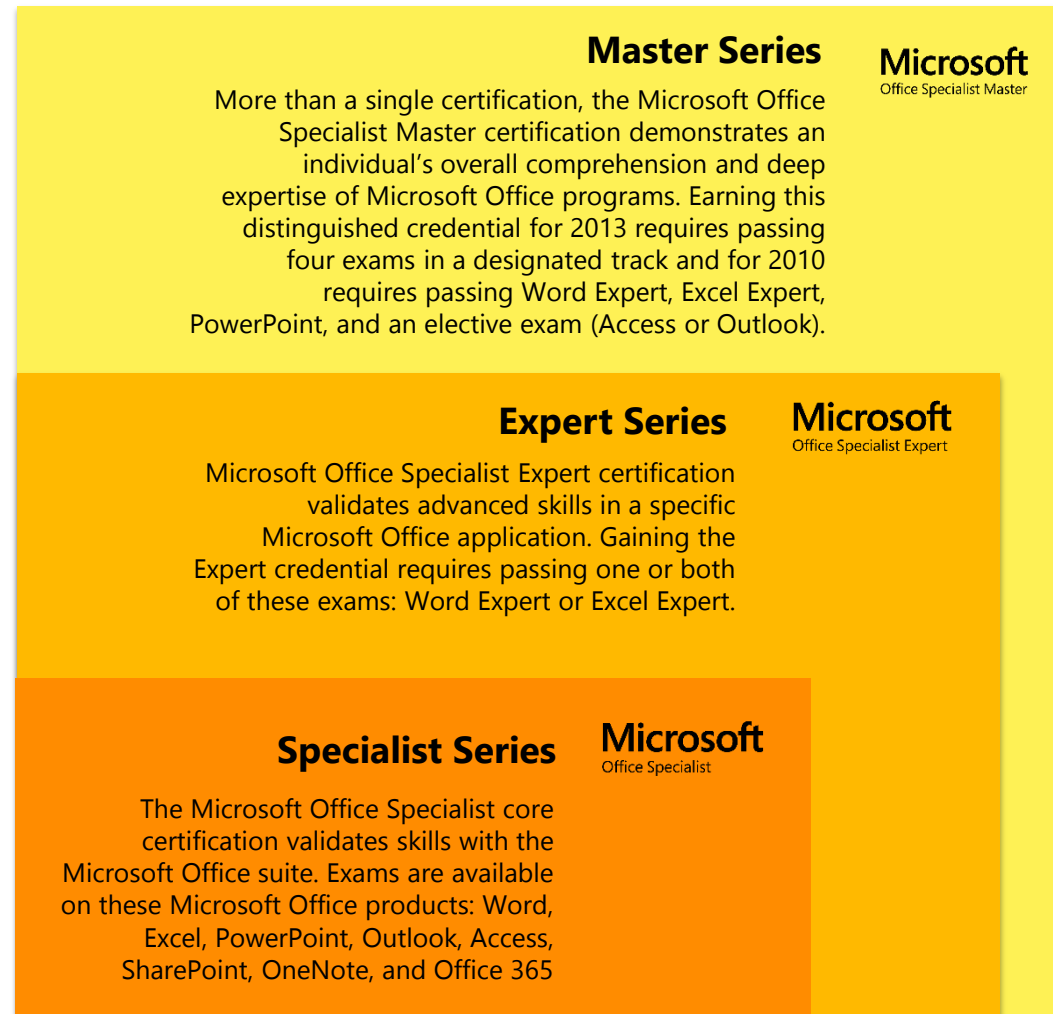 Master Series
Microsoft
Office Specialist Master
More than a single certification, the Microsoft Office
Specialist Master certification demonstrates an
individual’s overall comprehension and deep
expertise of Microsoft Office programs. Earning this
distinguished credential for 2013 requires passing
four exams in a designated track and for 2010
requires passing Word Expert, Excel Expert,
PowerPoint, and an elective exam (Access or Outlook).
Expert Series
Microsoft
Office Specialist Expert
Microsoft Office Specialist Expert certification
validates advanced skills in a specific
Microsoft Office application. Gaining the
Expert credential requires passing one or both
of these exams: Word Expert or Excel Expert.
Specialist Series
Microsoft
Office Specialist
The Microsoft Office Specialist core
certification validates skills with the
Microsoft Office suite. Exams are available
on these Microsoft Office products: Word,
Excel, PowerPoint, Outlook, Access,
SharePoint, OneNote, and Office 365